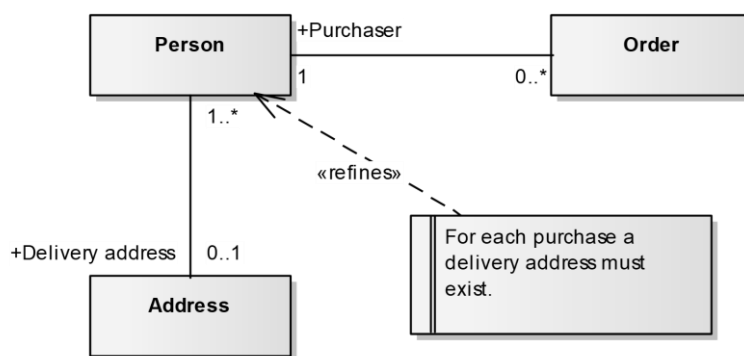 Person
+Purchaser
Order
1
0..*
1..*
«refines»
For each purchase a
delivery address must
exist.
+Delivery address
0..1
Address